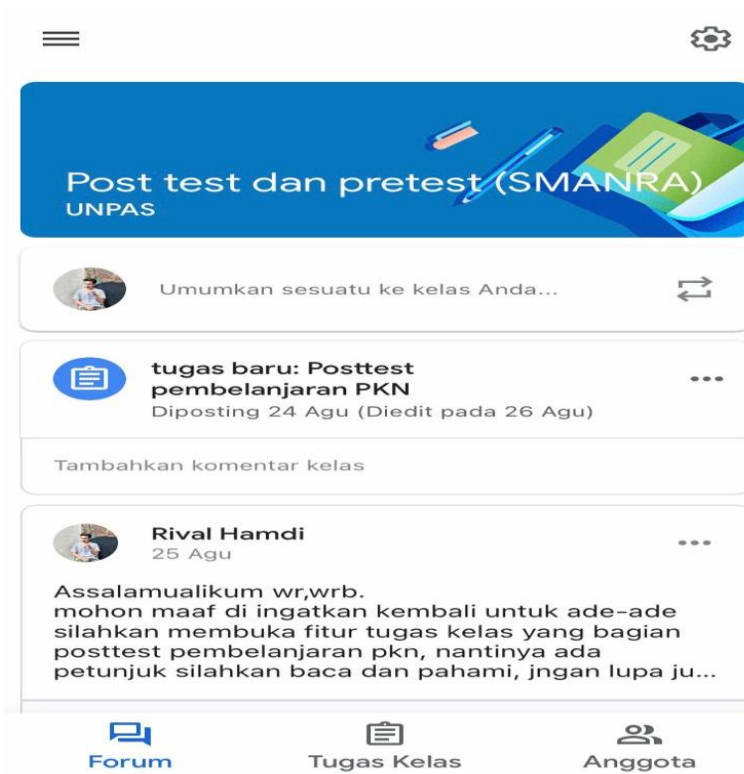 Post test dan pretest (SMANRA)
UNPAS
Umumkan sesuatu ke kelas Anda...
tugas baru: Posttest
pembelanjaran PKN
Diposting 24 Agu (Diedit pada 26 Agu)
Tambahkan komentar kelas
Rival Hamdi
25 Agu
Assalamualikum wr,wrb.
mohon maaf di ingatkan kembali untuk ade-ade
silahkan membuka fitur tugas kelas yang bagian
posttest pembelanjaran pkn, nantinya ada
petunjuk silahkan baca dan pahami, jngan lupa ju...
Forum
Tugas Kelas
Anggota